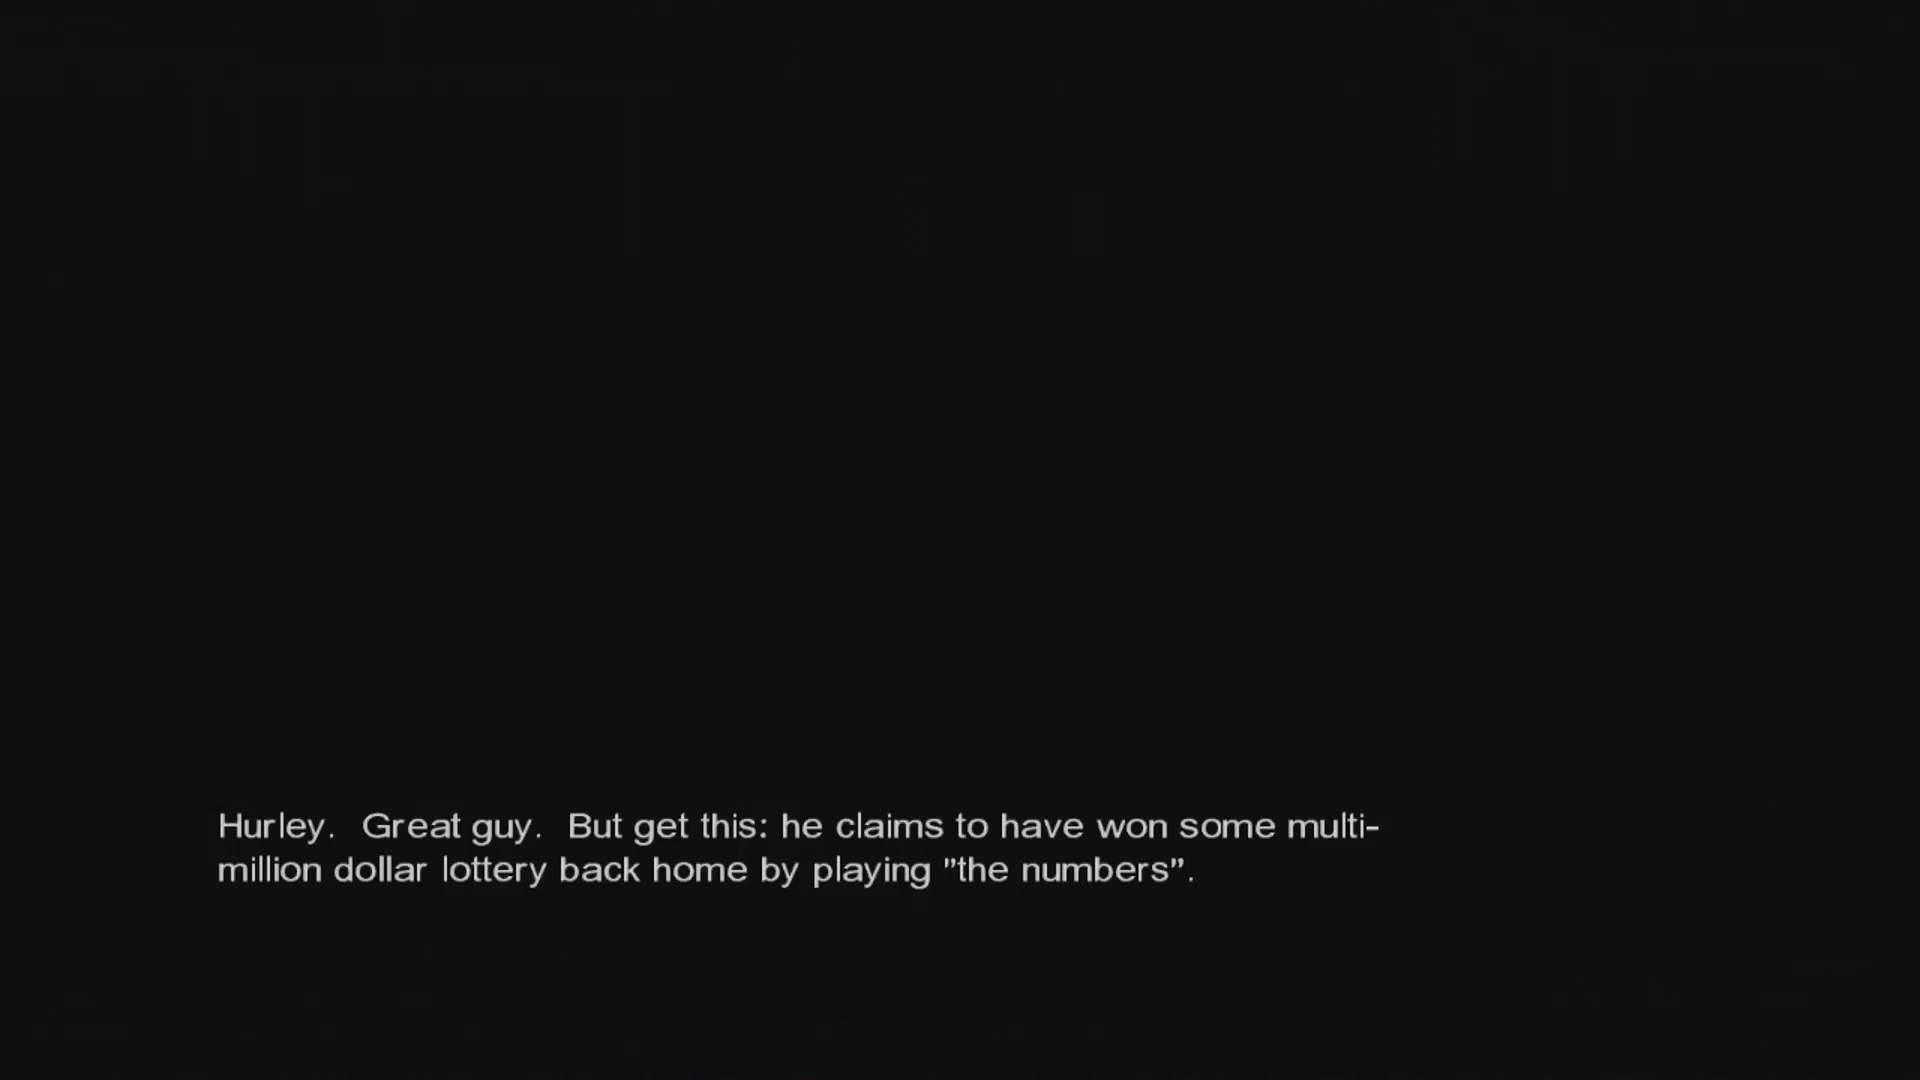 Hurley.  Great guy.  But get this: he claims to have won some multi-
million dollar lottery back home by playing "the numbers".